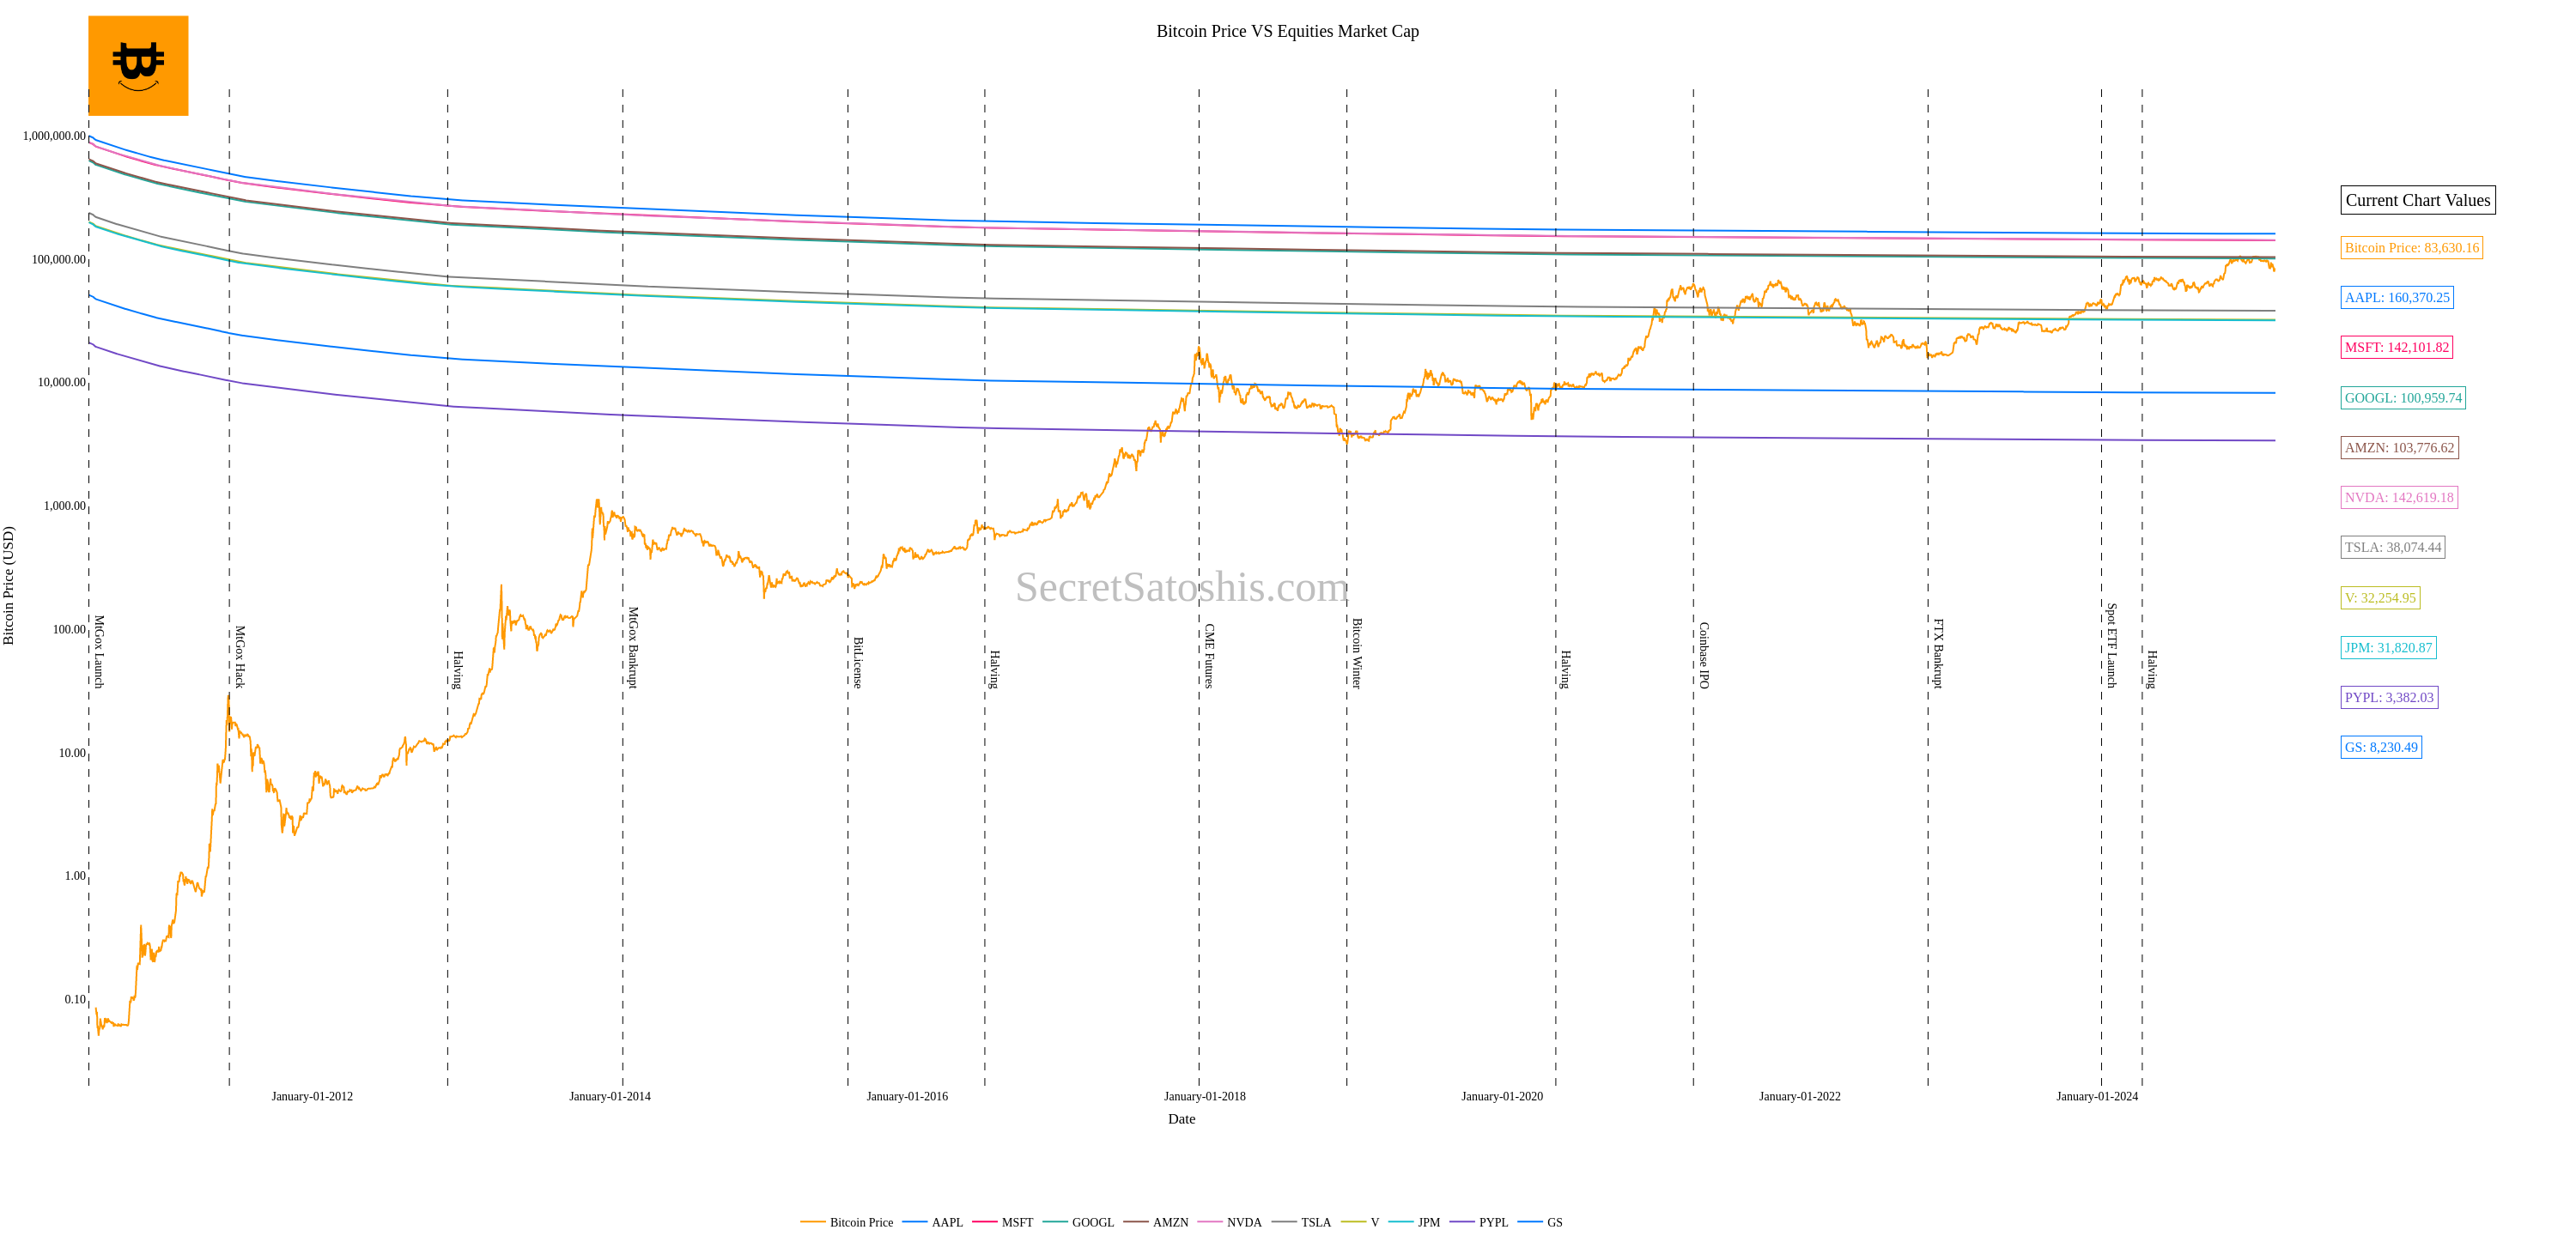 Bitcoin Price VS Equities Market Cap
Bitcoin Price (USD)
1,000,000.00
100,000.00
10,000.00
1,000.00
100.00
10.00
1.00
0.10
MtGox Launch
MtGox Hack
Halving
MtGox Bankrupt
BitLicense
Halving
CME Futures
Bitcoin Winter
Halving
Coinbase IPO
FTX Bankrupt
Spot ETF Launch
Halving
SecretSatoshis.com
January-01-2012
January-01-2014
January-01-2016
January-01-2018
January-01-2020
January-01-2022
January-01-2024
Date
Current Chart Values
Bitcoin Price: 83,630.16
AAPL: 160,370.25
MSFT: 142,101.82
GOOGL: 100,959.74
AMZN: 103,776.62
NVDA: 142,619.18
TSLA: 38,074.44
V: 32,254.95
JPM: 31,820.87
PYPL: 3,382.03
GS: 8,230.49
Bitcoin Price AAPL MSFT GOOGL AMZN NVDA TSLA V JPM PYPL GS